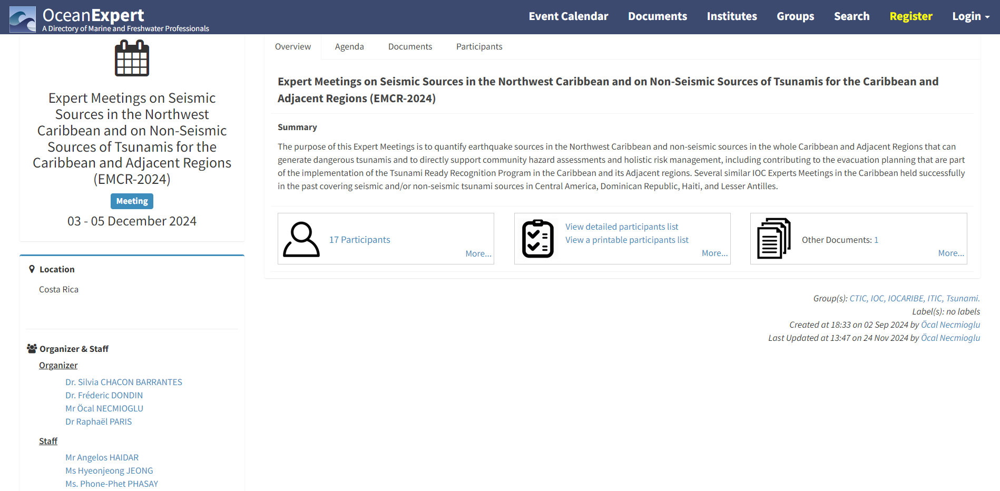 OceanExpert
A Directory of Marine and Freshwater Professionals
Event Calendar
Documents
Institutes
Groups
Search
Register
Login
Expert Meetings on Seismic
Sources in the Northwest
Caribbean and on Non-Seismic
Sources of Tsunamis for the
Caribbean and Adjacent Regions
(EMCR-2024)
Meeting
03 - 05 December 2024
Location
Costa Rica
Organizer & Staff
Organizer
Dr. Silvia CHACON BARRANTES
Dr. Fréderic DONDIN
Mr Öcal NECMIOGLU
Dr Raphaël PARIS
Staff
Mr Angelos HAIDAR
Ms Hyeonjeong JEONG
Ms. Phone-Phet PHASAY
Overview
Agenda
Documents
Participants
Expert Meetings on Seismic Sources in the Northwest Caribbean and on Non-Seismic Sources of Tsunamis for the Caribbean and
Adjacent Regions (EMCR-2024)
Summary
The purpose of this Expert Meetings is to quantify earthquake sources in the Northwest Caribbean and non-seismic sources in the whole Caribbean and Adjacent Regions that can
generate dangerous tsunamis and to directly support community hazard assessments and holistic risk management, including contributing to the evacuation planning that are part
of the implementation of the Tsunami Ready Recognition Program in the Caribbean and its Adjacent regions. Several similar IOC Experts Meetings in the Caribbean held successfully
in the past covering seismic and/or non-seismic tsunami sources in Central America, Dominican Republic, Haiti, and Lesser Antilles.
17 Participants
More...
View detailed participants list
View a printable participants list
More...
Other Documents: 1
More...
Group(s): CTIC, IOC, IOCARIBE, ITIC, Tsunami.
Label(s): no labels
Created at 18:33 on 02 Sep 2024 by Öcal Necmioglu
Last Updated at 13:47 on 24 Nov 2024 by Öcal Necmioglu